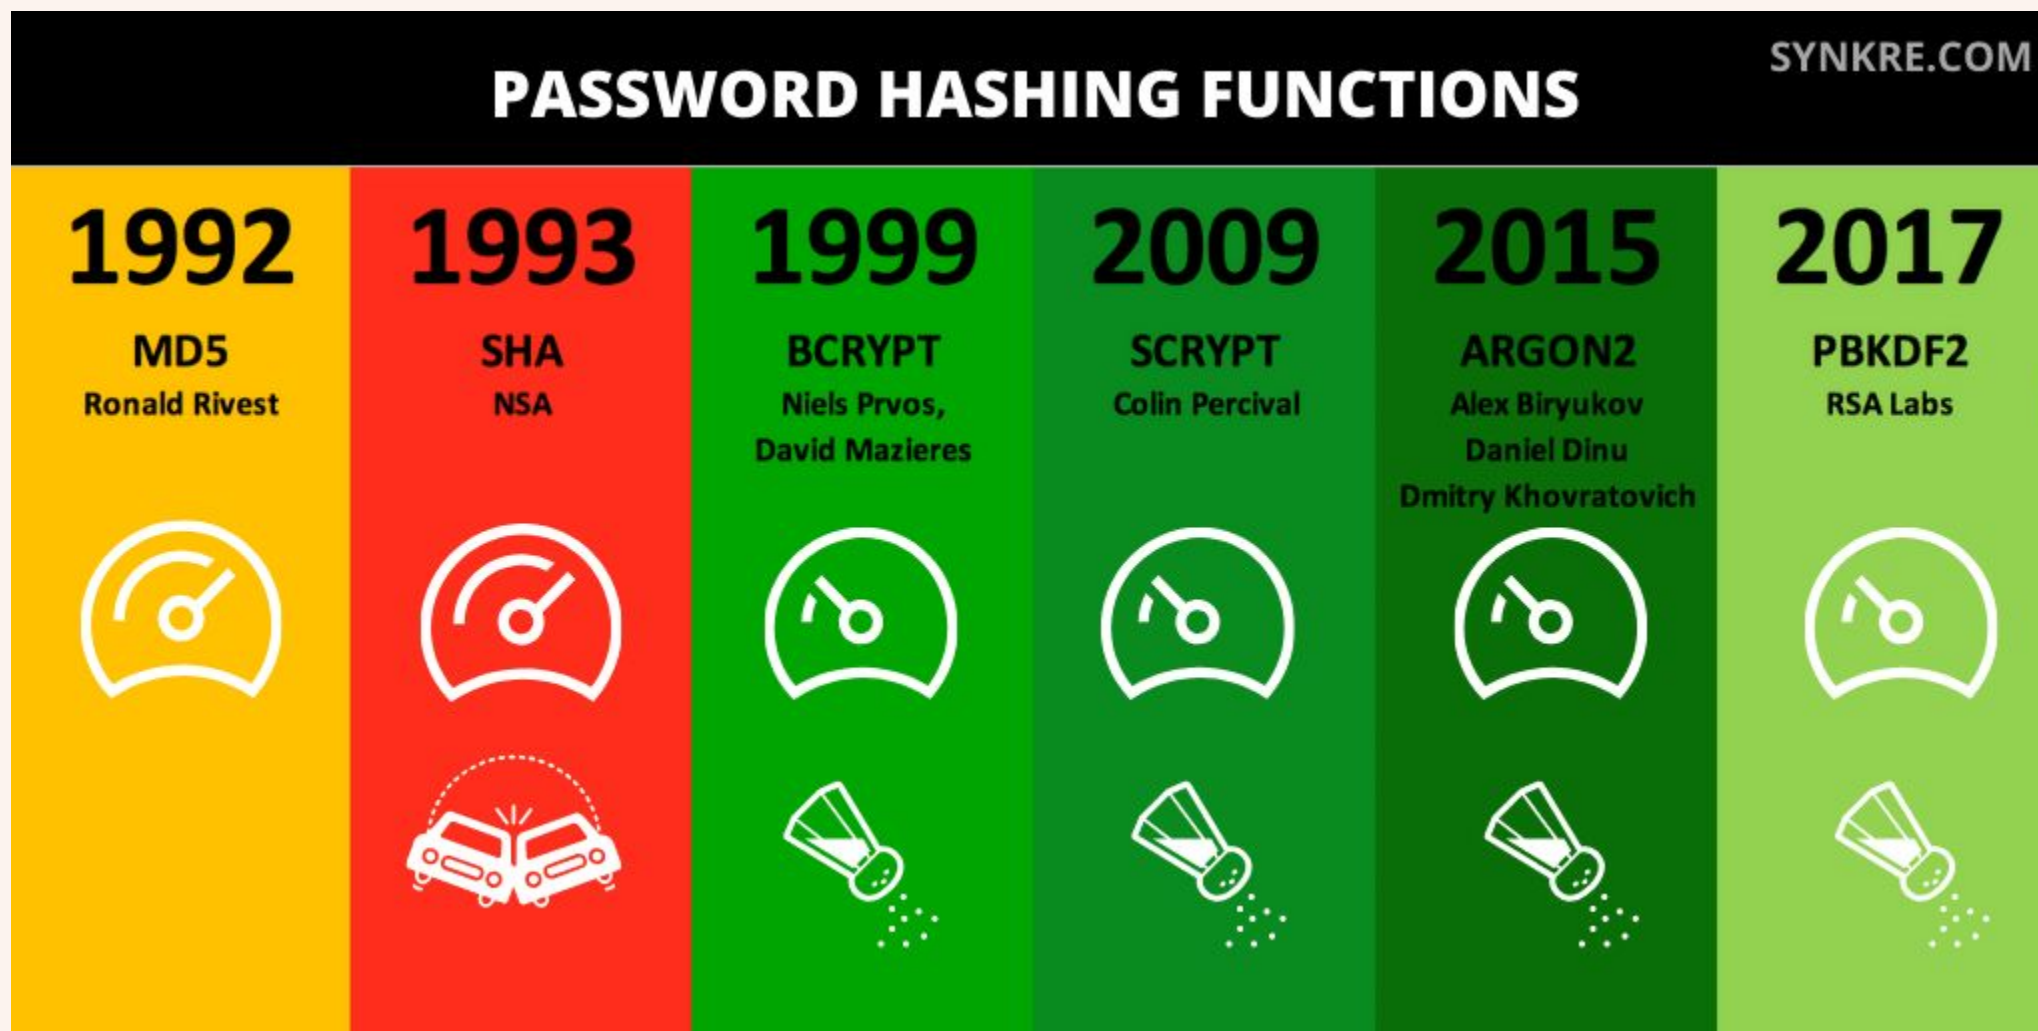 SYNKRE.COM
PASSWORD HASHING FUNCTIONS
1992
MD5
Ronald Rivest
1993
SHA
NSA
1999
BCRYPT
Niels Prvos,
David Mazieres
2009
SCRYPT
Colin Percival
2015
ARGON2
Alex Biryukov
Daniel Dinu
Dmitry Khovratovich
2017
PBKDF2
RSA Labs